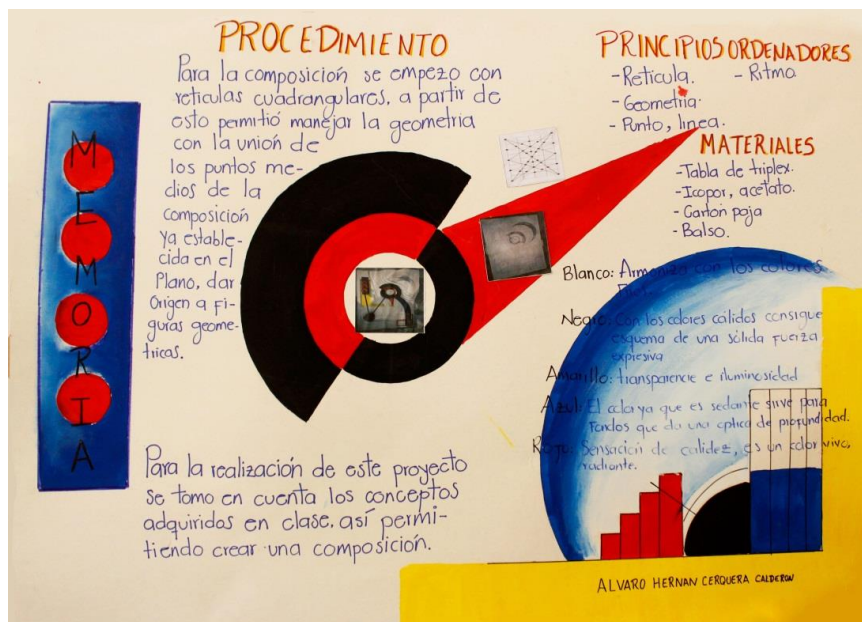 MEMORIA
PROCEDIMIENTO
Para la composición se empezo con
reticulas cuadrangulares, a partir de
esto permitió manejar la geometria
con la unión de
los puntos me-
dios de la
composición
ya estable-
cida en el
Plano, dar
Origen a fi-
guras geome-
tricas.
Para la realización de este proyecto
se tomo en cuenta los conceptos
adquiridos en clase, así permi-
tiendo crear una composición.
PRINCIPIOS ORDENADORES
- Reticula.
- Ritmo
- Geometria.
- Punto, linea.
MATERIALES
- Tabla de triplex.
- Icopor, acetato.
- Carton paja
- Balso.
Blanco: Armonizar con los colores
Negro: Con los colores cálidos consigue
esquema de una sólida fuerza
expresiva
Amarillo: transparencie e iluminosidad
Azul: El color ya que es sedante sirve para
Fondos que da una optica de profundidad.
Rojo: Sensación de calidez, es un color vivo,
radiante.
ALVARO HERNAN CERQUERA CALDERON